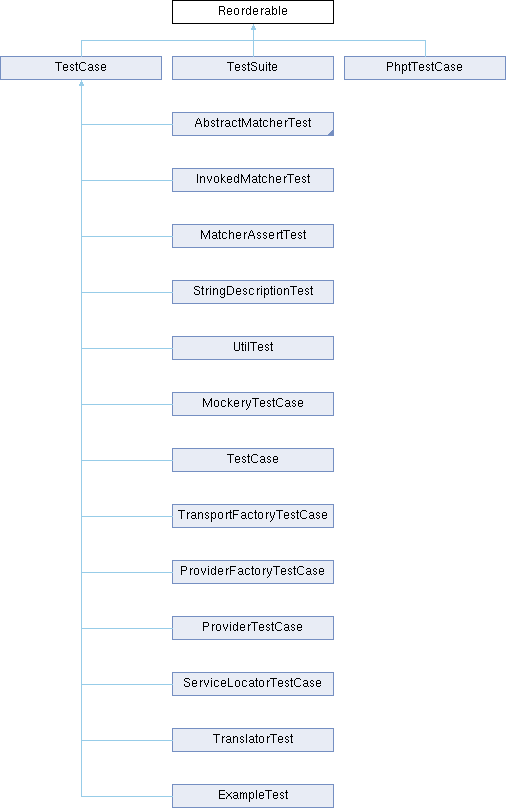 Reorderable
TestCase
TestSuite
PhptTestCase
AbstractMatcherTest
InvokedMatcherTest
MatcherAssertTest
StringDescriptionTest
UtilTest
MockeryTestCase
TestCase
TransportFactoryTestCase
ProviderFactoryTestCase
ProviderTestCase
ServiceLocatorTestCase
TranslatorTest
ExampleTest